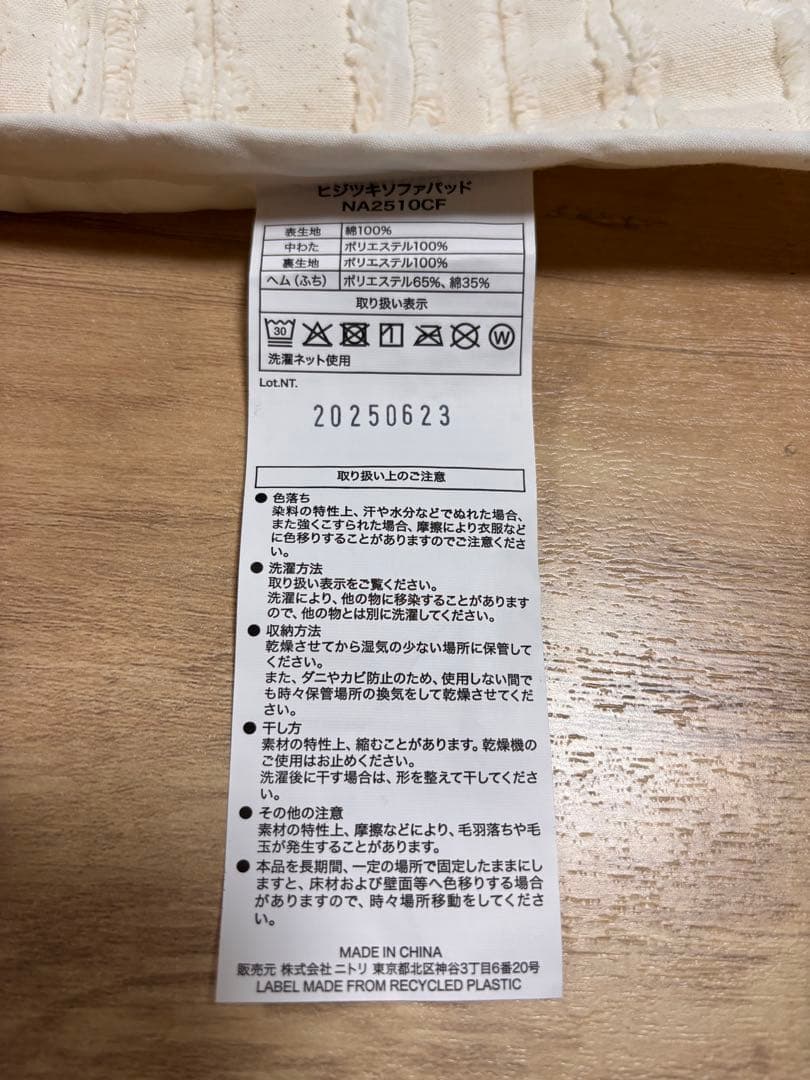 ヒジツキソファパッド
NA2510CF
表生地 綿100%
中わた ポリエステル100%
裏生地 ポリエステル100%
ヘム(ふち) ポリエステル65%、綿35%
取り扱い表示
30 1 W
洗濯ネット使用
Lot.NT.
20250623
取り扱い上のご注意
● 色落ち
染料の特性上、汗や水分などでぬれた場合、
また強くこすられた場合、摩擦により衣服など
に色移りすることがありますのでご注意くださ
い。
● 洗濯方法
取り扱い表示をご覧ください。
洗濯により、他の物に移染することがあります
ので、他の物とは別に洗濯してください。
● 収納方法
乾燥させてから湿気の少ない場所に保管して
ください。
また、ダニやカビ防止のため、使用しない間で
も時々保管場所の換気をして乾燥させてくだ
さい。
● 干し方
素材の特性上、縮むことがあります。乾燥機の
ご使用はお止めください。
洗濯後に干す場合は、形を整えて干してくださ
い。
● その他の注意
素材の特性上、摩擦などにより、毛羽落ちや毛
玉が発生することがあります。
● 本品を長期間、一定の場所で固定したままにし
ますと、床材および壁面等へ色移りする場合
がありますので、時々場所移動をしてくださ
い。
MADE IN CHINA
販売元 株式会社 ニトリ 東京都北区神谷3丁目6番20号
LABEL MADE FROM RECYCLED PLASTIC